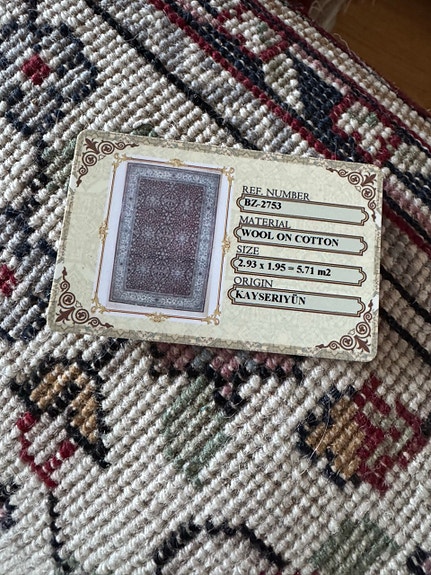 REF. NUMBER
BZ-2753
MATERIAL
WOOL ON COTTON
SIZE
2.93 x 1.95 = 5.71 m2
ORIGIN
KAYSERIYÜN